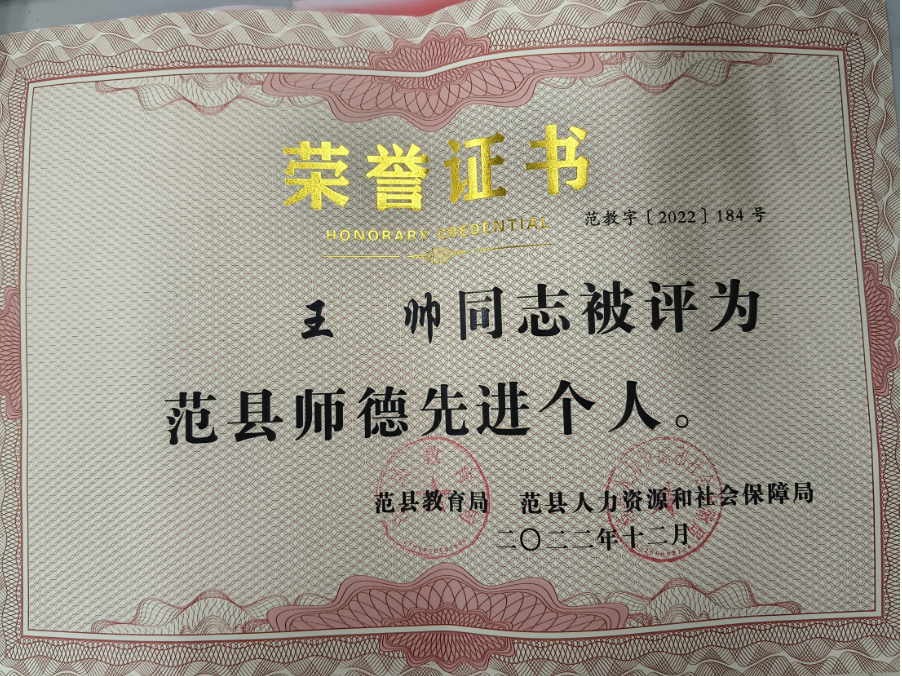 荣誉证书
HONORARY CREDENTIAL
范教字〔2022〕184号
王 帅同志被评为
范县师德先进个人。
范县教育局 范县人力资源和社会保障局
二〇二二年十二月